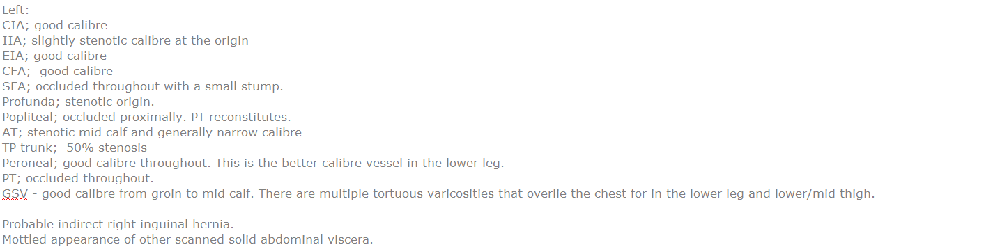 Left:
CIA; good calibre
IIA; slightly stenotic calibre at the origin
EIA; good calibre
CFA;  good calibre
SFA; occluded throughout with a small stump.
Profunda; stenotic origin.
Popliteal; occluded proximally. PT reconstitutes.
AT; stenotic mid calf and generally narrow calibre
TP trunk;  50% stenosis
Peroneal; good calibre throughout. This is the better calibre vessel in the lower leg.
PT; occluded throughout.
GSV - good calibre from groin to mid calf. There are multiple tortuous varicosities that overlie the chest for in the lower leg and lower/mid thigh.
Probable indirect right inguinal hernia.
Mottled appearance of other scanned solid abdominal viscera.